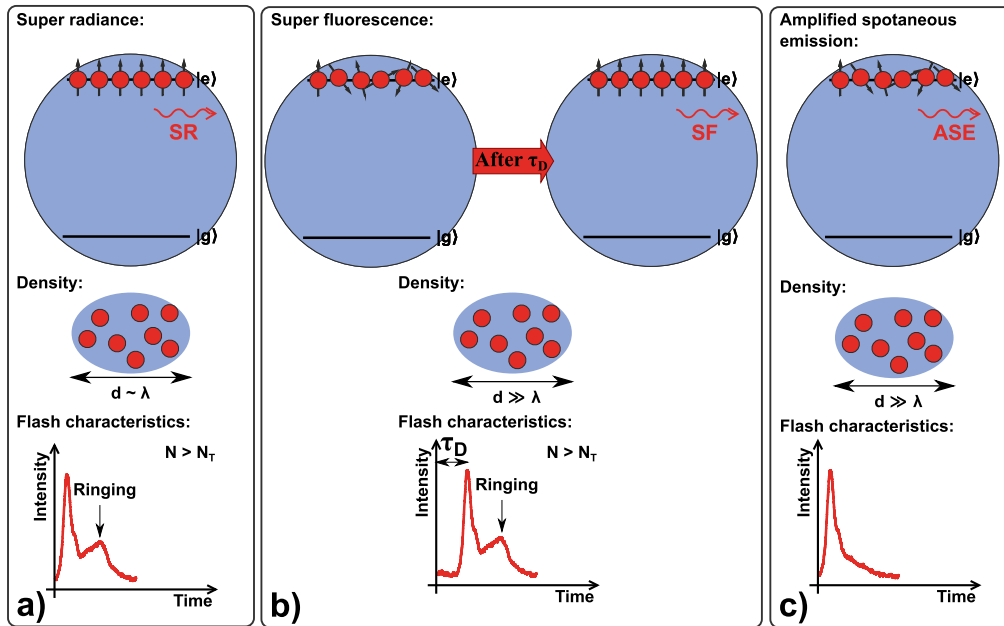 Super radiance:
|e⟩
SR
|g⟩
Density:
d ~ λ
Flash characteristics:
N > N_T
Intensity
Ringing
Time
a)
Super fluorescence:
|e⟩
After τ_D
|g⟩
|e⟩
SF
|g⟩
Density:
d ≫ λ
Flash characteristics:
τ_D
N > N_T
Intensity
Ringing
Time
b)
Amplified spotaneous
emission:
|e⟩
ASE
|g⟩
Density:
d ≫ λ
Flash characteristics:
Intensity
Time
c)